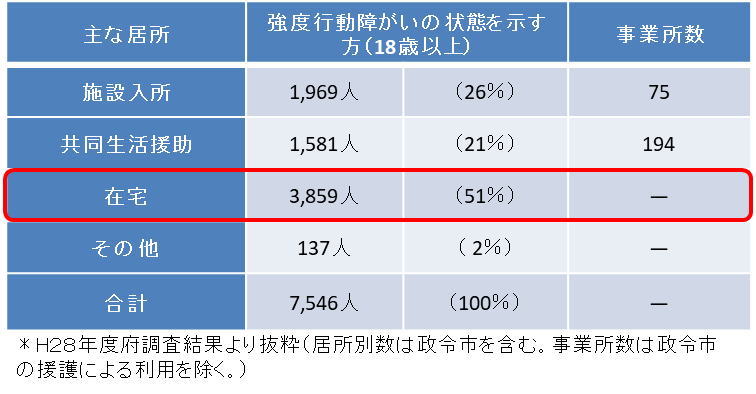 主な居所 強度行動障がいの状態を示す方（18歳以上） 事業所数
施設入所 1,969人 （26%） 75
共同生活援助 1,581人 （21%） 194
在宅 3,859人 （51%） ―
その他 137人 （ 2%） ―
合計 7,546人 （100%） ―
＊H28年度府調査結果より抜粋（居所別数は政令市を含む。事業所数は政令市
の援護による利用を除く。）